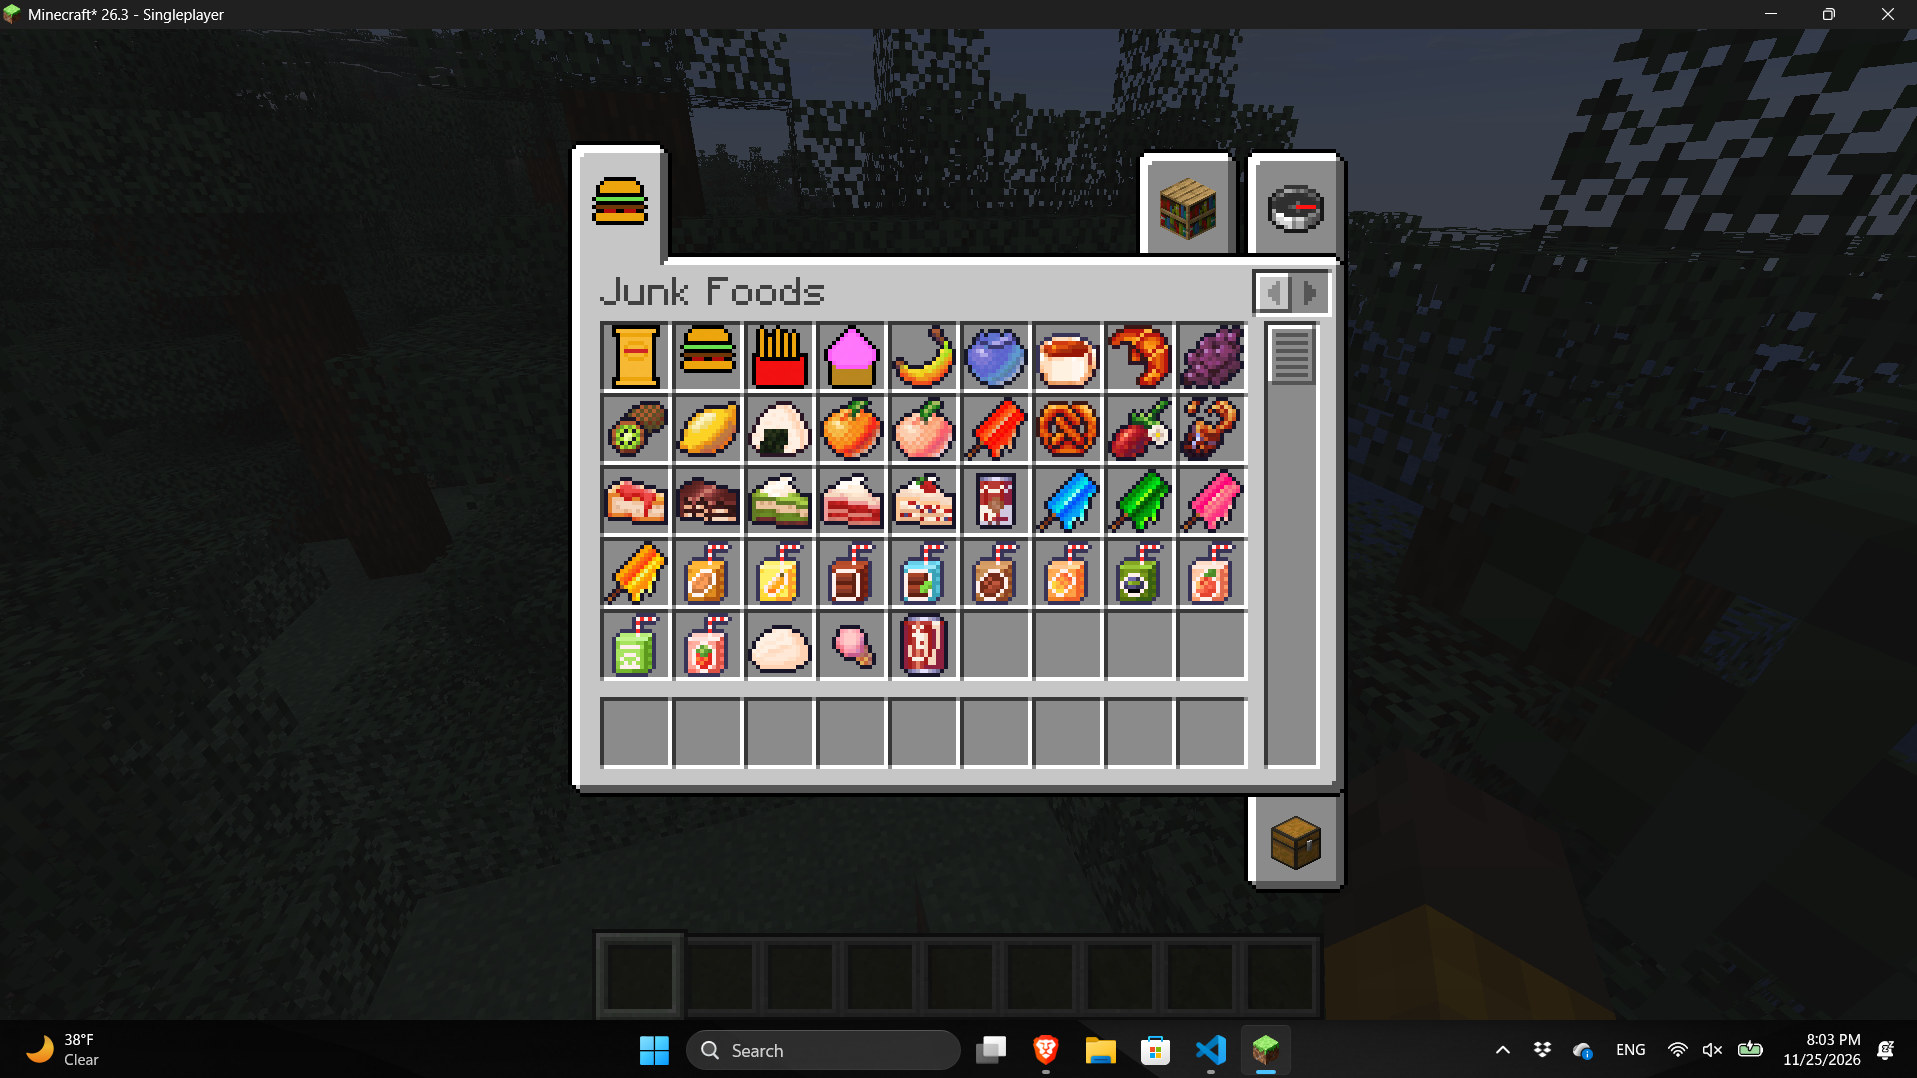 Minecraft* 26.3 - Singleplayer
Junk Foods
38°F
Clear
Search
ENG
8:03 PM
11/25/2026